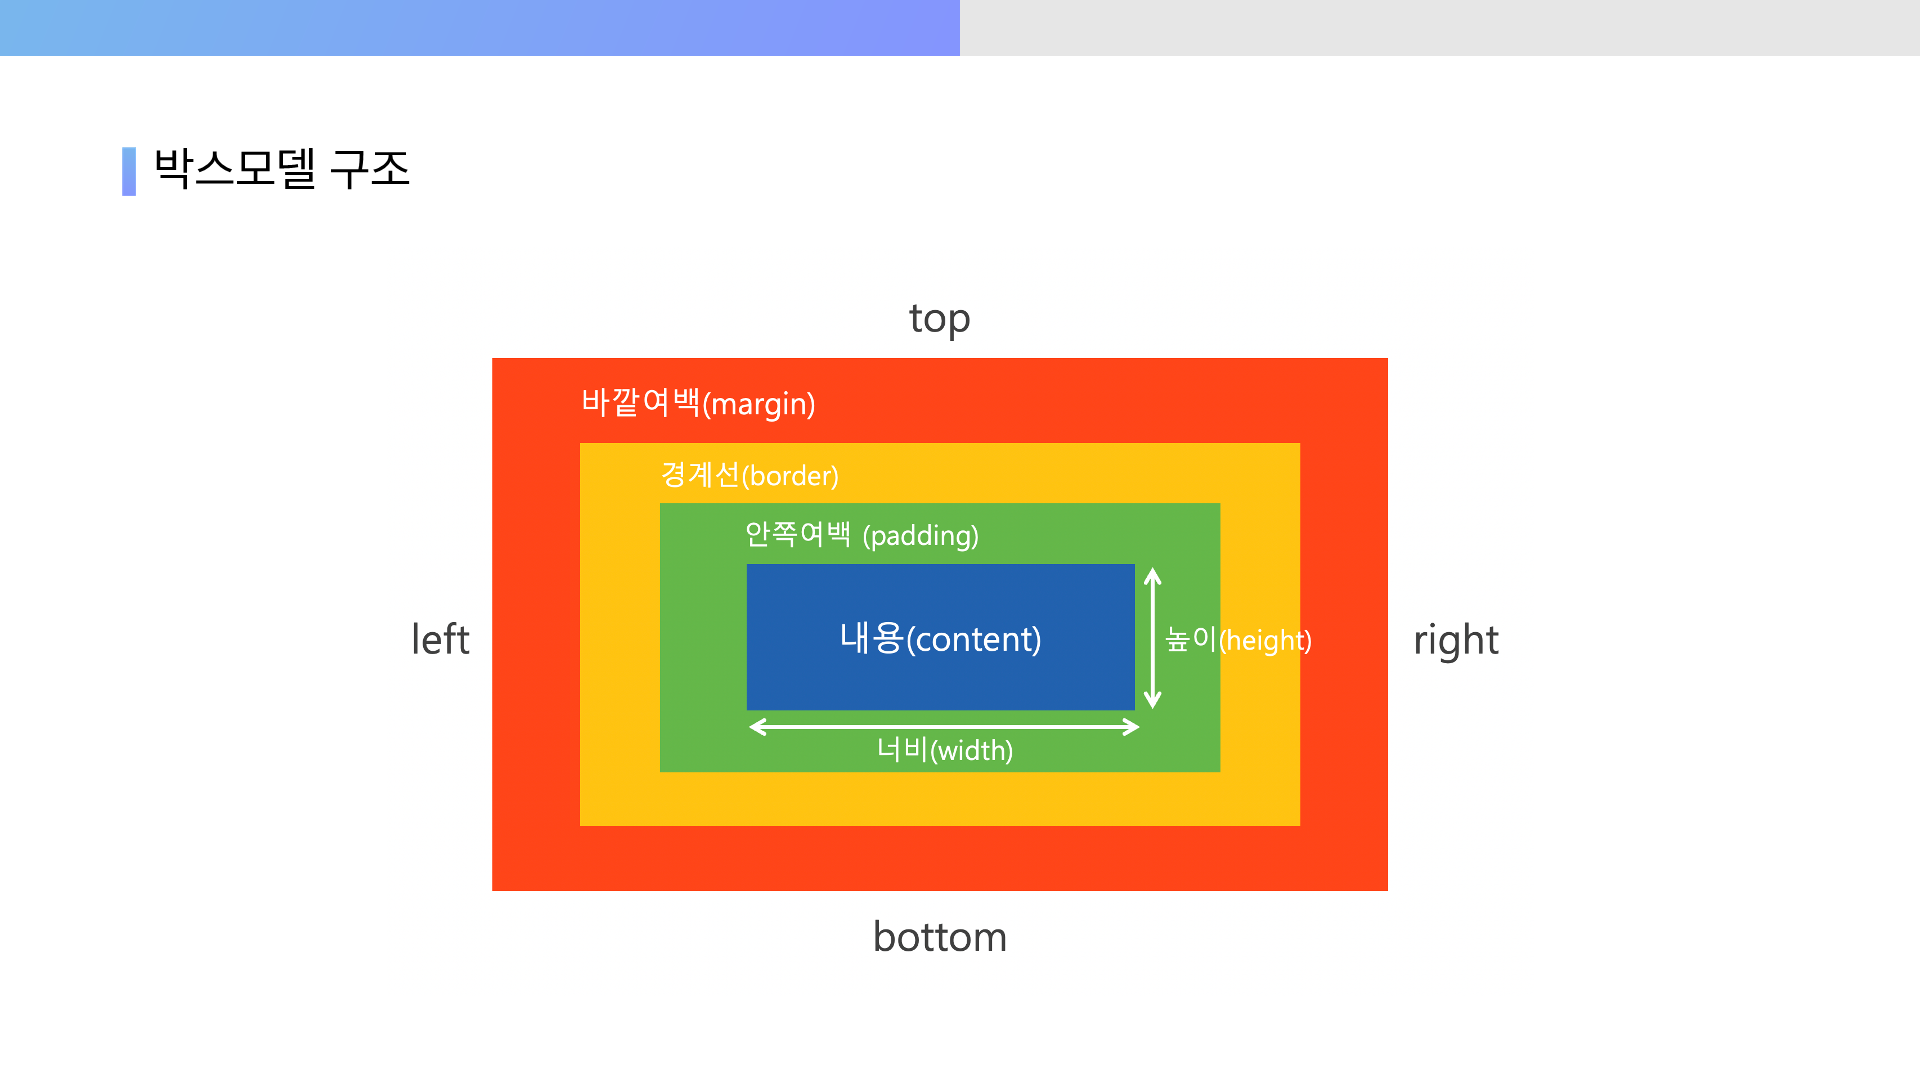 박스모델 구조
top
바깥여백(margin)
경계선(border)
안쪽여백 (padding)
left
내용(content)
높이(height)
right
너비(width)
bottom